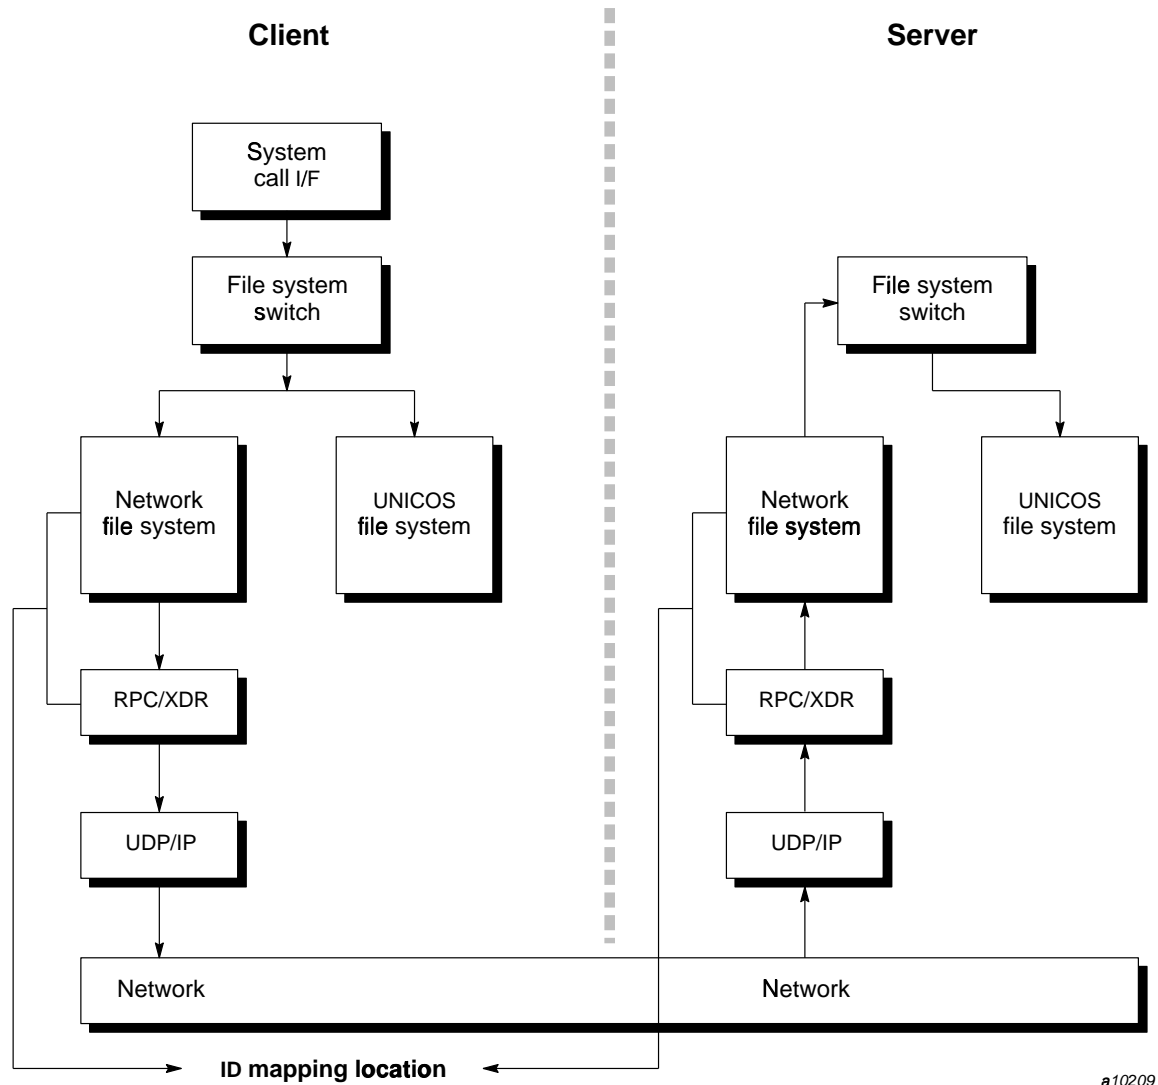 Client
Server
System
call I/F
File system
switch
File system
switch
Network
file system
UNICOS
file system
Network
file system
UNICOS
file system
RPC/XDR
RPC/XDR
UDP/IP
UDP/IP
Network
Network
ID mapping location
a10209